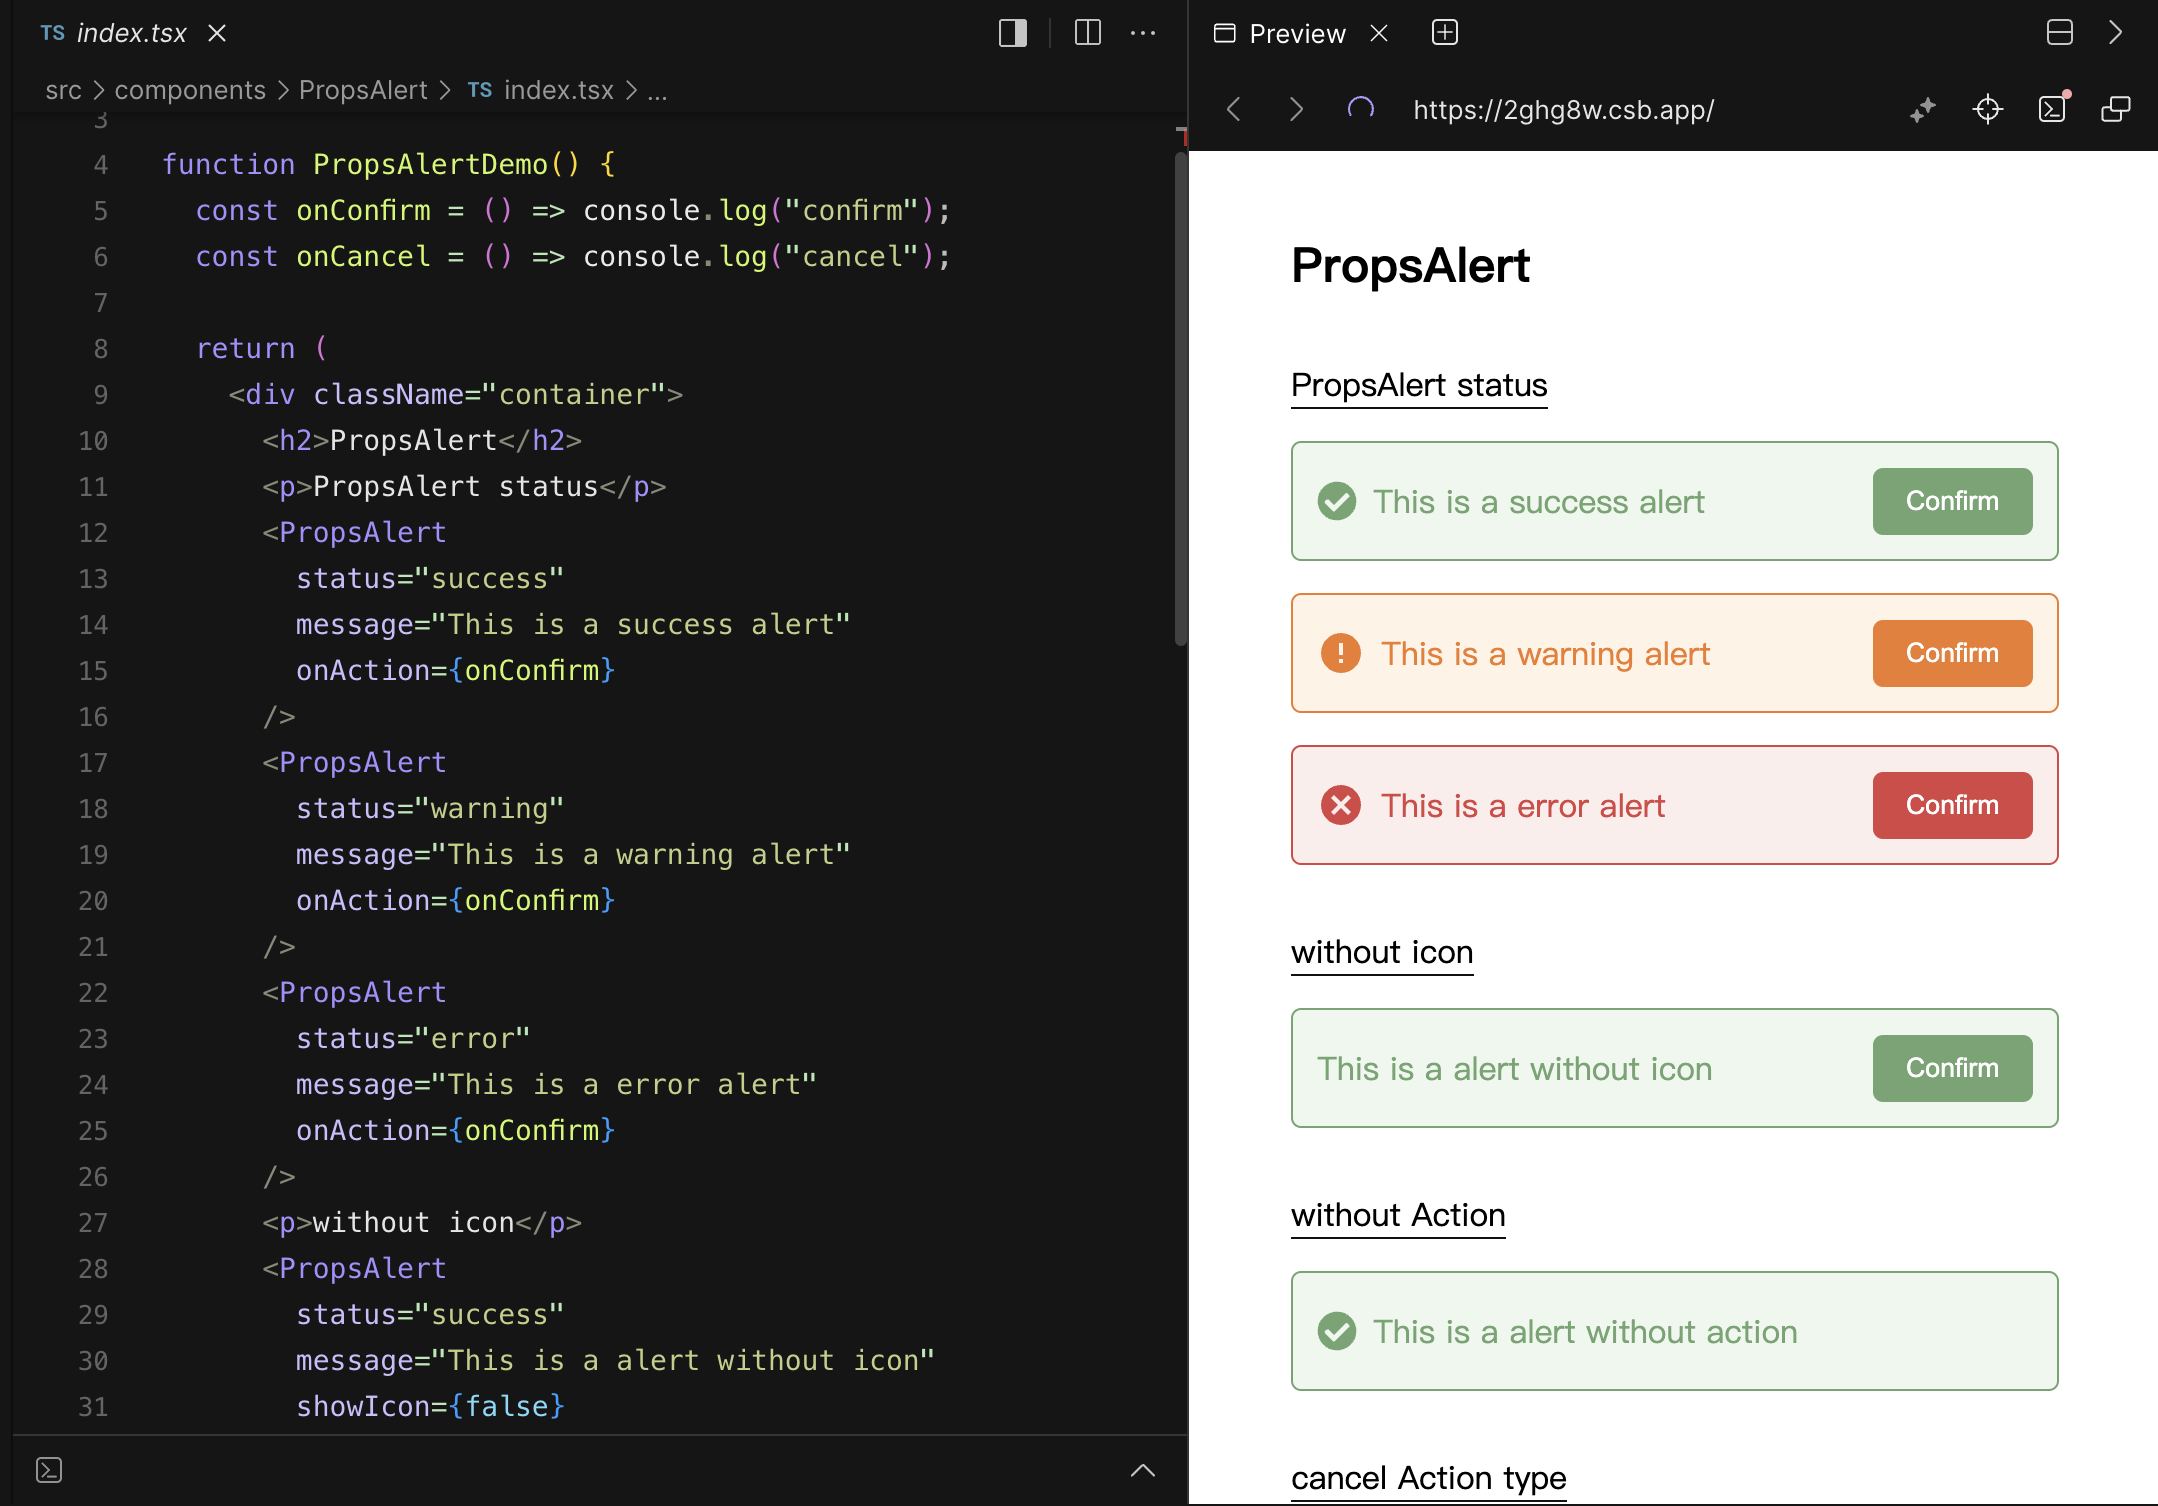 TS index.tsx
src > components > PropsAlert > TS index.tsx > ...
3
4 function PropsAlertDemo() {
5 const onConfirm = () => console.log("confirm");
6 const onCancel = () => console.log("cancel");
7
8 return (
9 <div className="container">
10 <h2>PropsAlert</h2>
11 <p>PropsAlert status</p>
12 <PropsAlert
13 status="success"
14 message="This is a success alert"
15 onAction={onConfirm}
16 />
17 <PropsAlert
18 status="warning"
19 message="This is a warning alert"
20 onAction={onConfirm}
21 />
22 <PropsAlert
23 status="error"
24 message="This is a error alert"
25 onAction={onConfirm}
26 />
27 <p>without icon</p>
28 <PropsAlert
29 status="success"
30 message="This is a alert without icon"
31 showIcon={false}
Preview
https://2ghg8w.csb.app/
PropsAlert
PropsAlert status
This is a success alert
Confirm
This is a warning alert
Confirm
This is a error alert
Confirm
without icon
This is a alert without icon
Confirm
without Action
This is a alert without action
cancel Action type